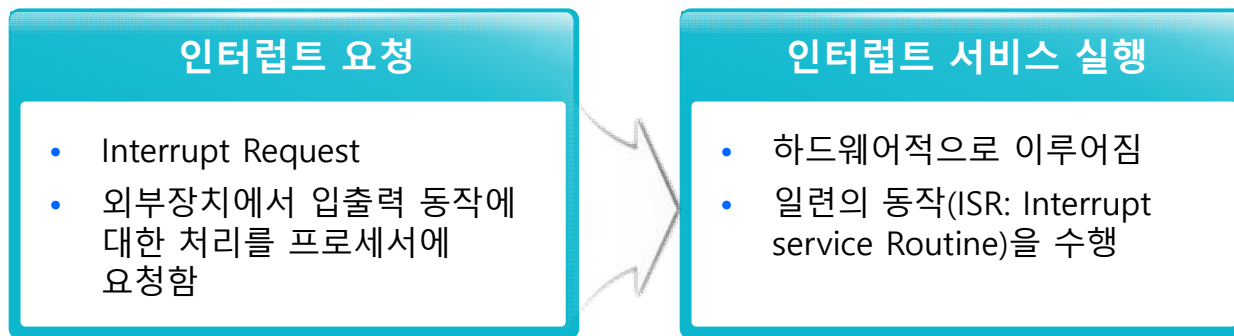 인터럽트 요청
• Interrupt Request
• 외부장치에서 입출력 동작에
대한 처리를 프로세서에
요청함
인터럽트 서비스 실행
• 하드웨어적으로 이루어짐
• 일련의 동작(ISR: Interrupt
service Routine)을 수행